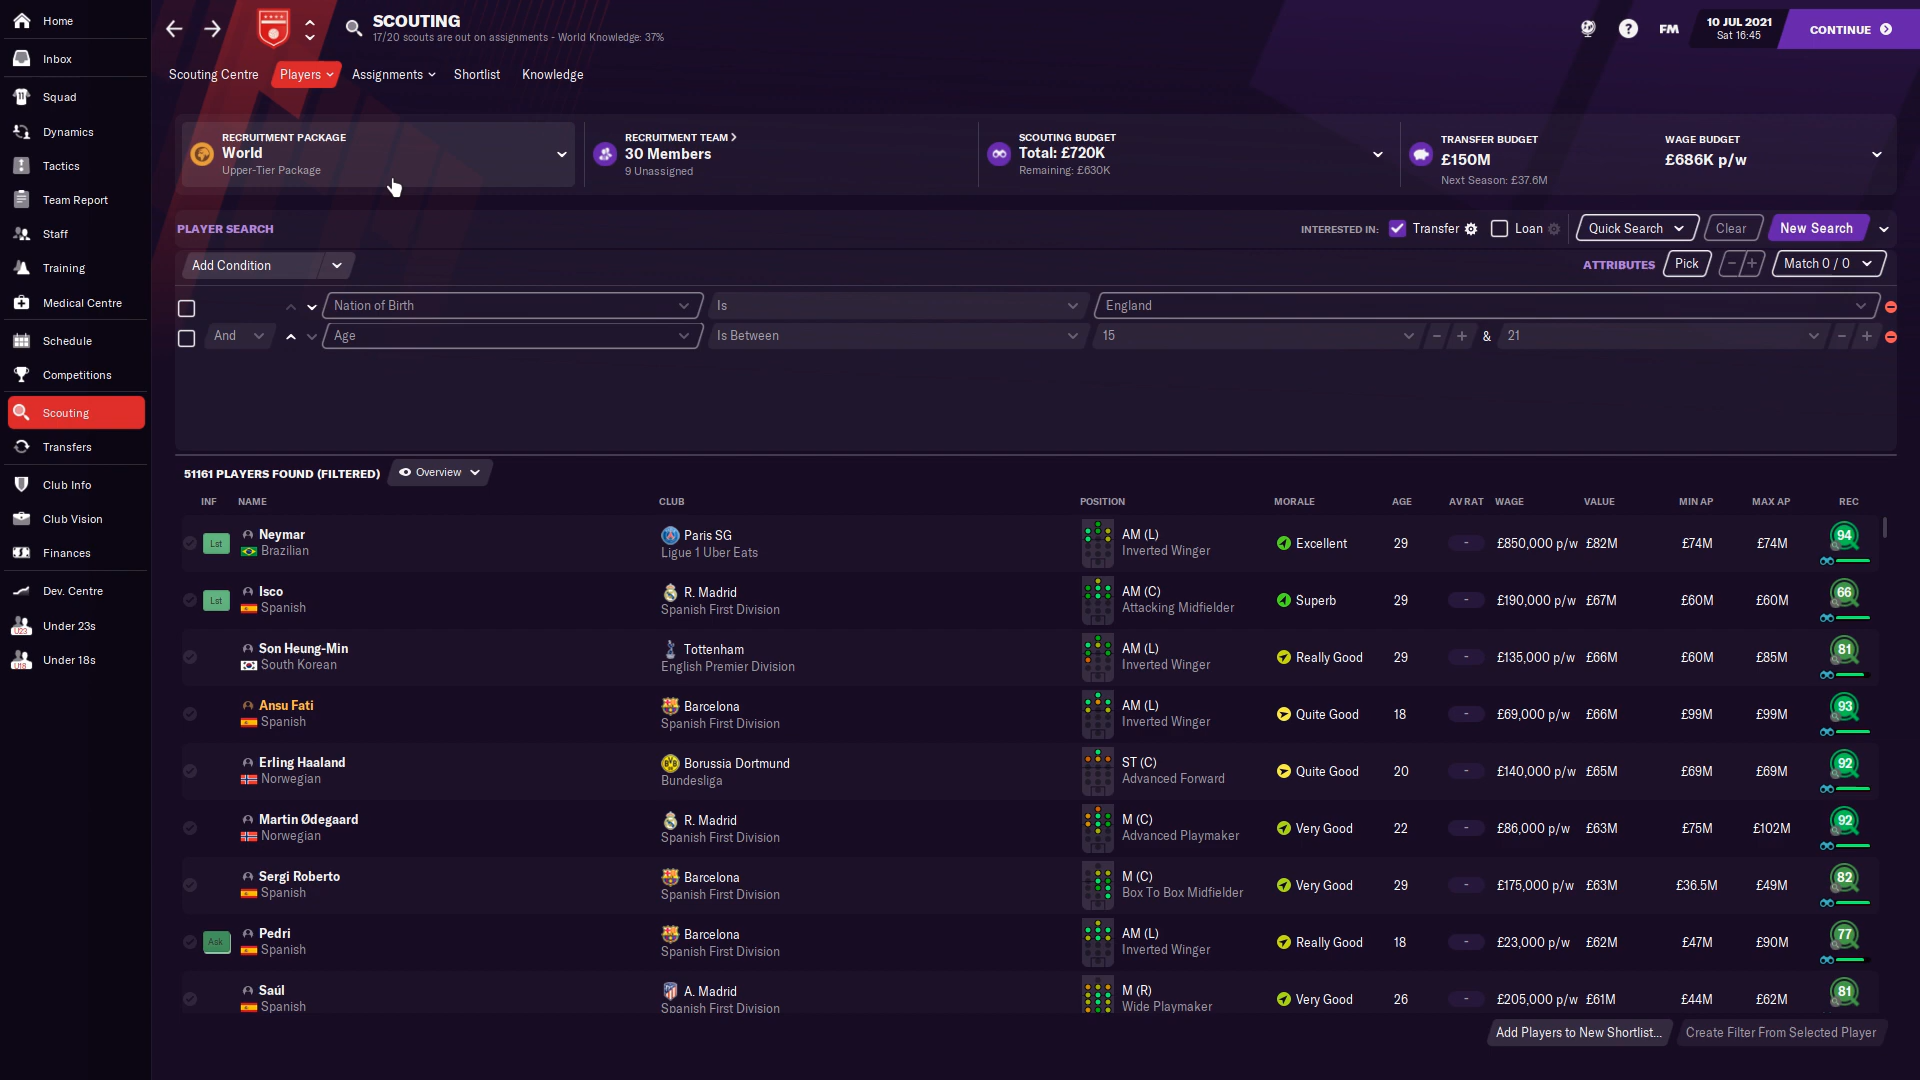 Home
Inbox
Squad
Dynamics
Tactics
Team Report
Staff
Training
Medical Centre
Schedule
Competitions
Scouting
Transfers
Club Info
Club Vision
Finances
Dev. Centre
U23 Under 23s
U18 Under 18s
SCOUTING
17/20 scouts are out on assignments - World Knowledge: 37%
FM
10 JUL 2021
Sat 16:45
CONTINUE
Scouting Centre Players Assignments Shortlist Knowledge
RECRUITMENT PACKAGE
World
Upper-Tier Package
RECRUITMENT TEAM
30 Members
9 Unassigned
SCOUTING BUDGET
Total: £720K
Remaining: £630K
TRANSFER BUDGET
£150M
Next Season: £37.6M
WAGE BUDGET
£686K p/w
PLAYER SEARCH
INTERESTED IN: Transfer Loan Quick Search Clear New Search
Add Condition
ATTRIBUTES Pick - / + Match 0 / 0
Nation of Birth Is England
And Age Is Between 15 - + & 21 - +
51161 PLAYERS FOUND (FILTERED) Overview
INF NAME CLUB POSITION MORALE AGE AV RAT WAGE VALUE MIN AP MAX AP REC
Lst Neymar Paris SG AM (L) Excellent 29 - £850,000 p/w £82M £74M £74M 94
Brazilian Ligue 1 Uber Eats Inverted Winger
Lst Isco R. Madrid AM (C) Superb 29 - £190,000 p/w £67M £60M £60M 66
Spanish Spanish First Division Attacking Midfielder
Son Heung-Min Tottenham AM (L) Really Good 29 - £135,000 p/w £66M £60M £85M 81
South Korean English Premier Division Inverted Winger
Ansu Fati Barcelona AM (L) Quite Good 18 - £69,000 p/w £66M £99M £99M 93
Spanish Spanish First Division Inverted Winger
Erling Haaland Borussia Dortmund ST (C) Quite Good 20 - £140,000 p/w £65M £69M £69M 92
Norwegian Bundesliga Advanced Forward
Martin Ødegaard R. Madrid M (C) Very Good 22 - £86,000 p/w £63M £75M £102M 92
Norwegian Spanish First Division Advanced Playmaker
Sergi Roberto Barcelona M (C) Very Good 29 - £175,000 p/w £63M £36.5M £49M 82
Spanish Spanish First Division Box To Box Midfielder
Ask Pedri Barcelona AM (L) Really Good 18 - £23,000 p/w £62M £47M £90M 77
Spanish Spanish First Division Inverted Winger
Saúl A. Madrid M (R) Very Good 26 - £205,000 p/w £61M £44M £62M 81
Spanish Spanish First Division Wide Playmaker
Add Players to New Shortlist... Create Filter From Selected Player